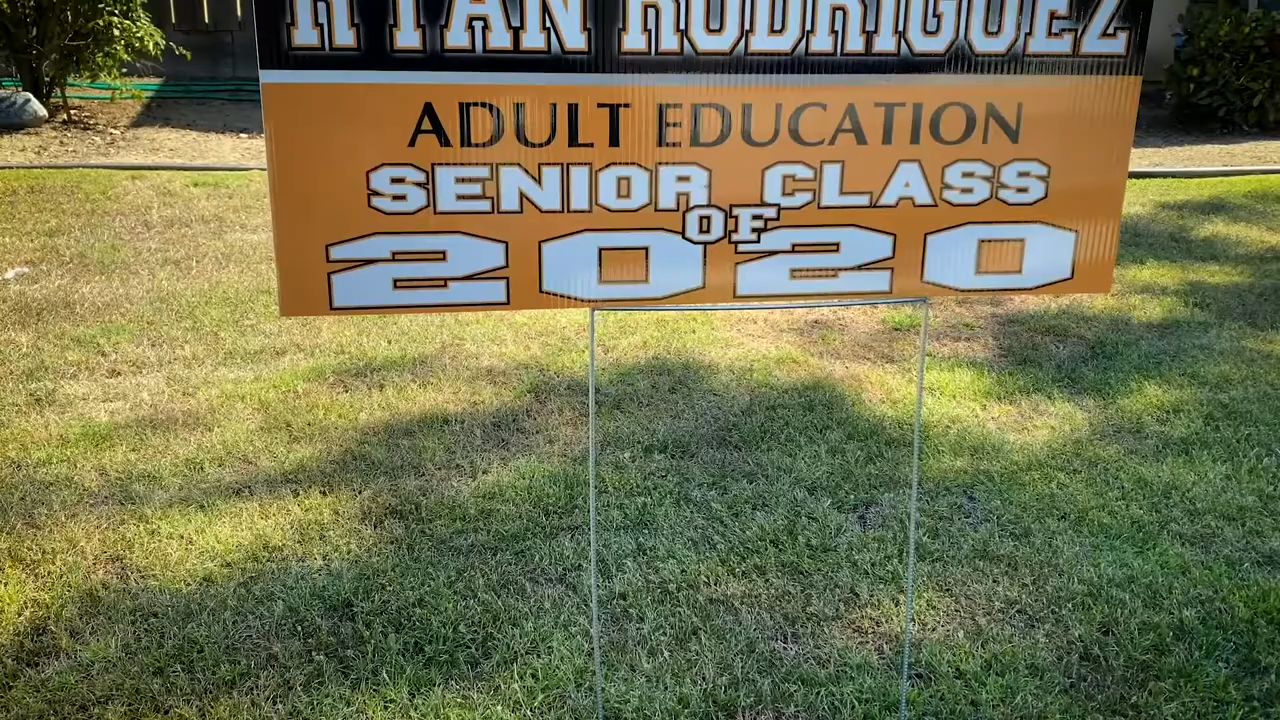 RYAN RODRIGUEZ
ADULT EDUCATION
SENIOR CLASS
OF
2020